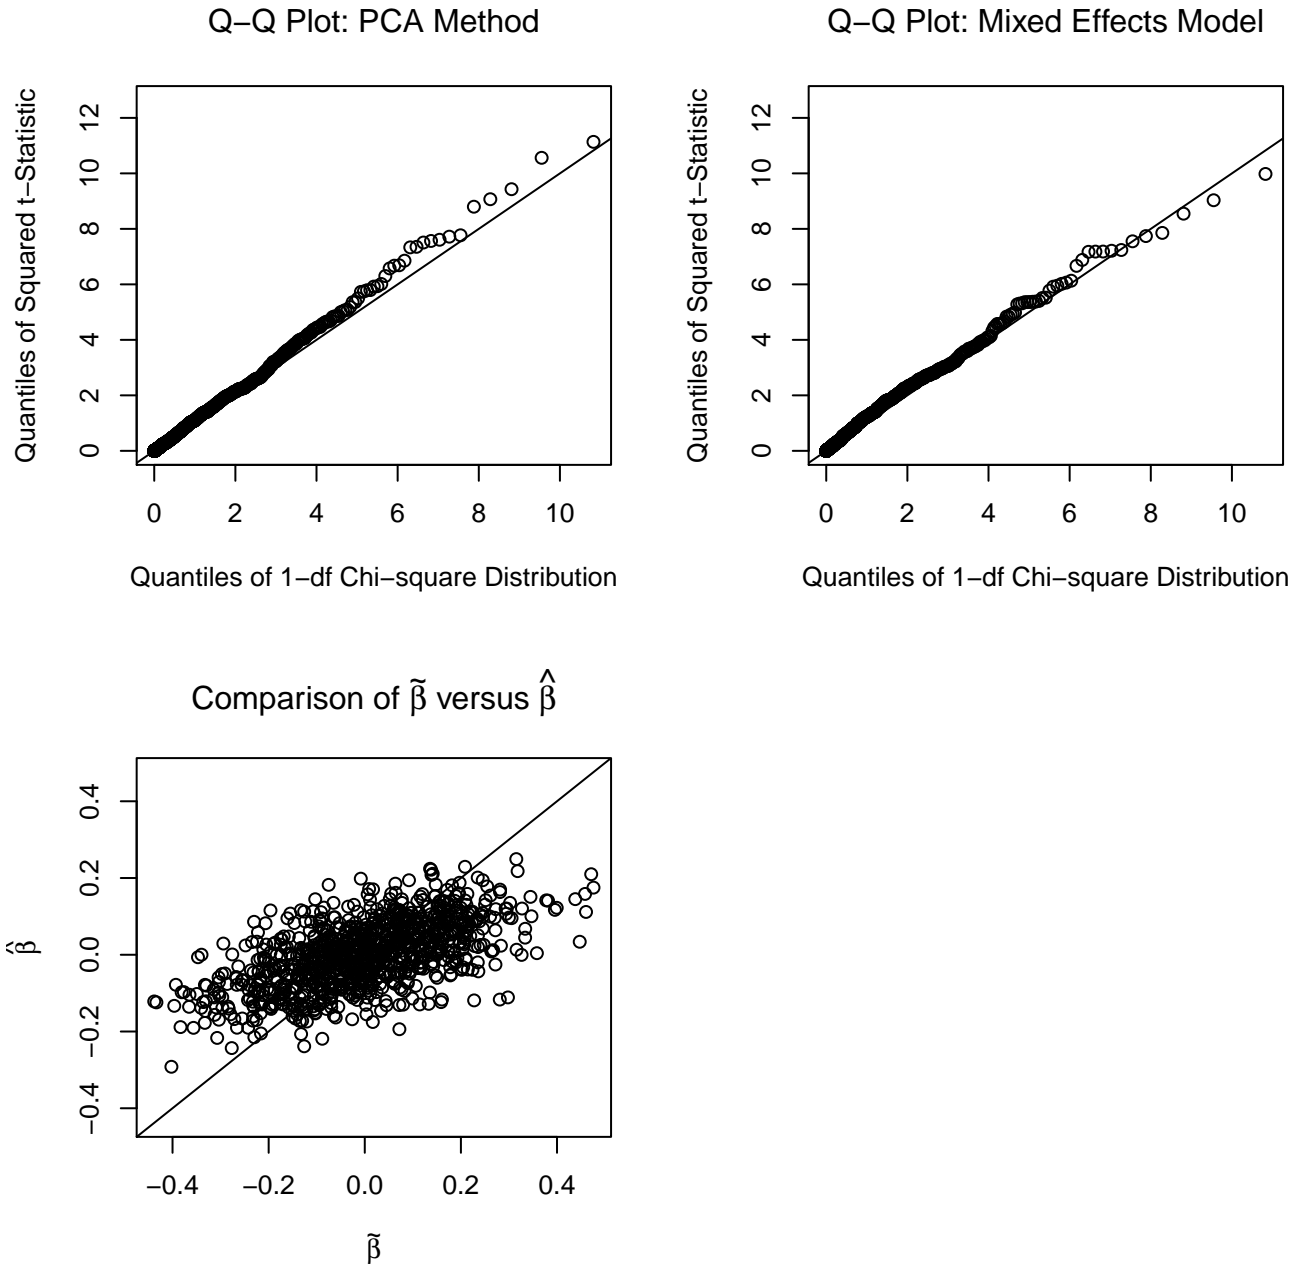 Q−Q Plot: PCA Method
Quantiles of Squared t−Statistic
12
10
8
6
4
2
0
0 2 4 6 8 10
Quantiles of 1−df Chi−square Distribution
Q−Q Plot: Mixed Effects Model
Quantiles of Squared t−Statistic
12
10
8
6
4
2
0
0 2 4 6 8 10
Quantiles of 1−df Chi−square Distribution
Comparison of β̃ versus β̂
β̂
0.4
0.2
0.0
−0.2
−0.4
−0.4 −0.2 0.0 0.2 0.4
β̃